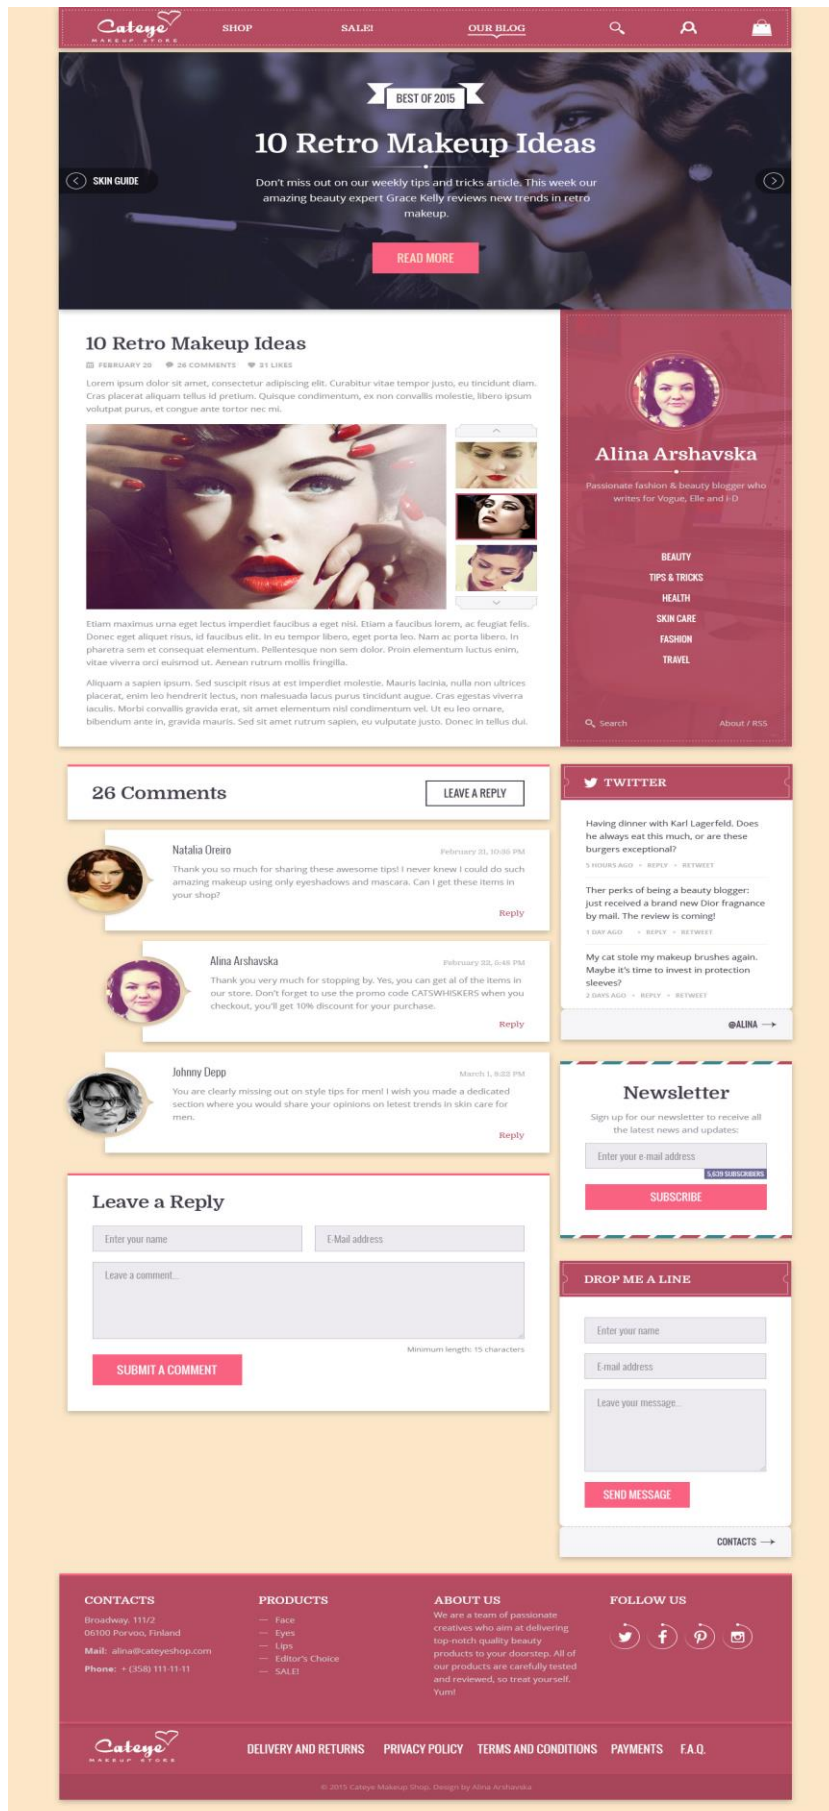 Cateye
MAKEUP STORE
SHOP
SALE!
OUR BLOG
BEST OF 2015
10 Retro Makeup Ideas
SKIN GUIDE
Don't miss out on our weekly tips and tricks article. This week our
amazing beauty expert Grace Kelly reviews new trends in retro
makeup.
READ MORE
10 Retro Makeup Ideas
FEBRUARY 20 26 COMMENTS 31 LIKES
Lorem ipsum dolor sit amet, consectetur adipiscing elit. Curabitur vitae tempor justo, eu tincidunt diam.
Cras placerat aliquam tellus id pretium. Quisque condimentum, ex non convallis molestie, libero ipsum
volutpat purus, et congue ante tortor nec mi.
Etiam maximus urna eget lectus imperdiet faucibus a eget nisi. Etiam a faucibus lorem, ac feugiat felis.
Donec eget aliquet risus, id faucibus elit. In eu tempor libero, eget porta leo. Nam ac porta libero. In
pharetra sem et consequat elementum. Pellentesque non sem dolor. Proin elementum luctus enim,
vitae viverra orci euismod ut. Aenean rutrum mollis fringilla.
Aliquam a sapien ipsum. Sed suscipit risus at est imperdiet molestie. Mauris lacinia, nulla non ultrices
placerat, enim leo hendrerit lectus, non malesuada lacus purus tincidunt augue. Cras egestas viverra
iaculis. Morbi convallis gravida erat, sit amet elementum nisl condimentum vel. Ut eu leo ornare,
bibendum ante in, gravida mauris. Sed sit amet rutrum sapien, eu vulputate justo. Donec in tellus dui.
Alina Arshavska
Passionate fashion & beauty blogger who
writes for Vogue, Elle and i-D
BEAUTY
TIPS & TRICKS
HEALTH
SKIN CARE
FASHION
TRAVEL
Search
About / RSS
26 Comments
LEAVE A REPLY
Natalia Oreiro
February 21, 10:35 PM
Thank you so much for sharing these awesome tips! I never knew I could do such
amazing makeup using only eyeshadows and mascara. Can I get these items in
your shop?
Reply
Alina Arshavska
February 22, 5:48 PM
Thank you very much for stopping by. Yes, you can get al of the items in
our store. Don't forget to use the promo code CATSWHISKERS when you
checkout, you'll get 10% discount for your purchase.
Reply
Johnny Depp
March 1, 8:22 PM
You are clearly missing out on style tips for men! I wish you made a dedicated
section where you would share your opinions on letest trends in skin care for
men.
Reply
Leave a Reply
Enter your name
E-Mail address
Leave a comment...
Minimum length: 15 characters
SUBMIT A COMMENT
TWITTER
Having dinner with Karl Lagerfeld. Does
he always eat this much, or are these
burgers exceptional?
5 HOURS AGO • REPLY • RETWEET
Ther perks of being a beauty blogger:
just received a brand new Dior fragnance
by mail. The review is coming!
1 DAY AGO • REPLY • RETWEET
My cat stole my makeup brushes again.
Maybe it's time to invest in protection
sleeves?
2 DAYS AGO • REPLY • RETWEET
@ALINA
Newsletter
Sign up for our newsletter to receive all
the latest news and updates:
Enter your e-mail address
5,639 SUBSCRIBERS
SUBSCRIBE
DROP ME A LINE
Enter your name
E-mail address
Leave your message...
SEND MESSAGE
CONTACTS
CONTACTS
Broadway. 111/2
06100 Porvoo, Finland
Mail: alina@cateyeshop.com
Phone: + (358) 111-11-11
PRODUCTS
— Face
— Eyes
— Lips
— Editor's Choice
— SALE!
ABOUT US
We are a team of passionate
creatives who aim at delivering
top-notch quality beauty
products to your doorstep. All of
our products are carefully tested
and reviewed, so treat yourself.
Yum!
FOLLOW US
Cateye
MAKEUP STORE
DELIVERY AND RETURNS PRIVACY POLICY TERMS AND CONDITIONS PAYMENTS F.A.Q.
© 2015 Cateye Makeup Shop. Design by Alina Arshavska